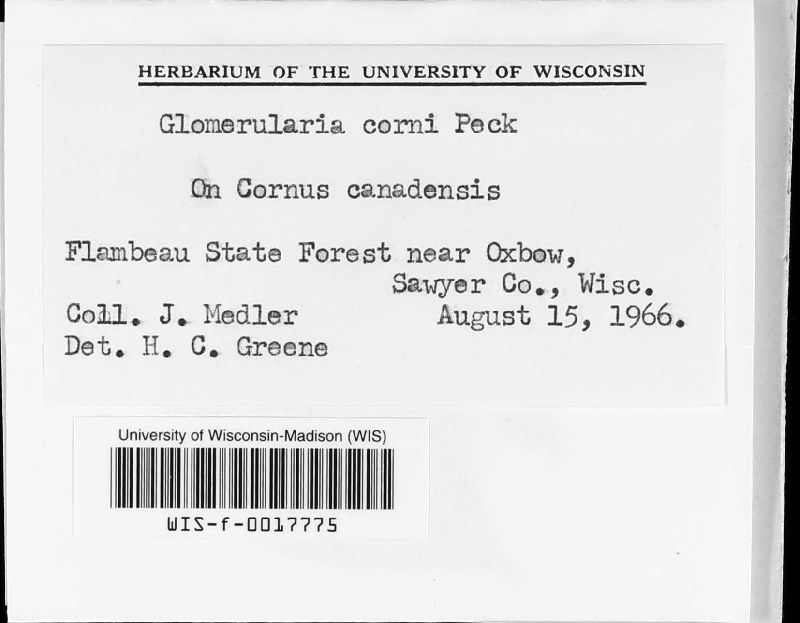 HERBARIUM OF THE UNIVERSITY OF WISCONSIN
Glomerularia corni Peck
On Cornus canadensis
Flambeau State Forest near Oxbow,
Sawyer Co., Wisc.
Coll. J. Medler August 15, 1966.
Det. H. C. Greene
University of Wisconsin-Madison (WIS)
WIS-f-0017775